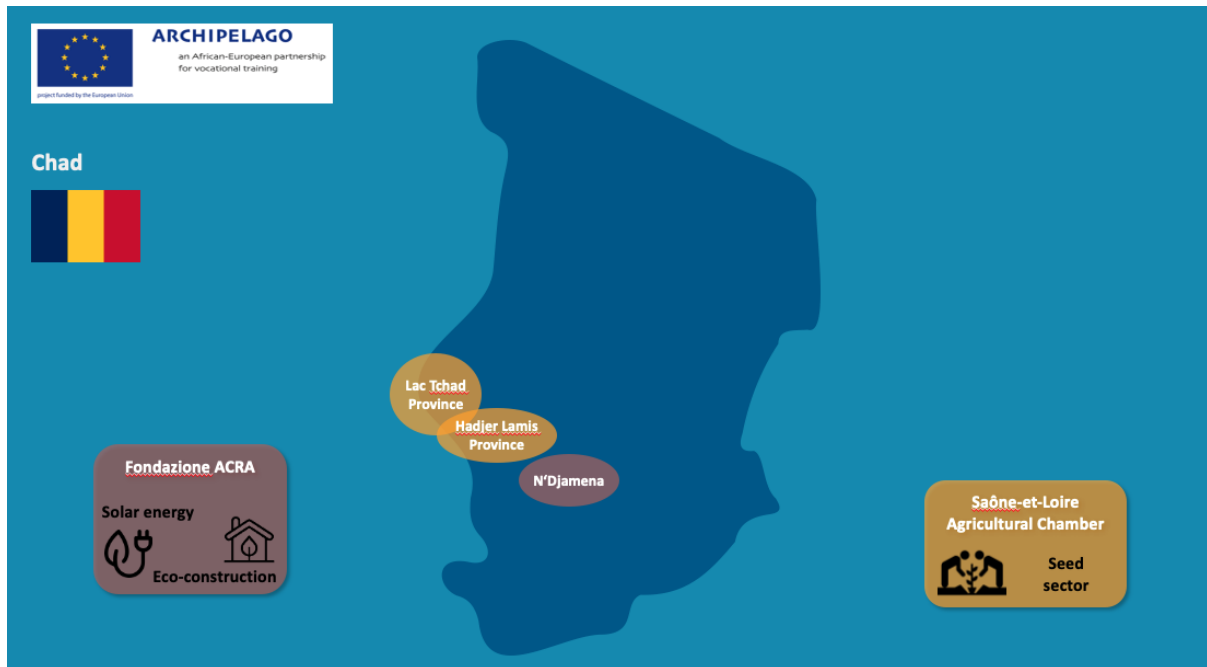 ARCHIPELAGO
an African-European partnership
for vocational training
project funded by the European Union
Chad
Lac Tchad
Province
Hadjer Lamis
Province
N'Djamena
Fondazione ACRA
Solar energy
Eco-construction
Saône-et-Loire
Agricultural Chamber
Seed
sector